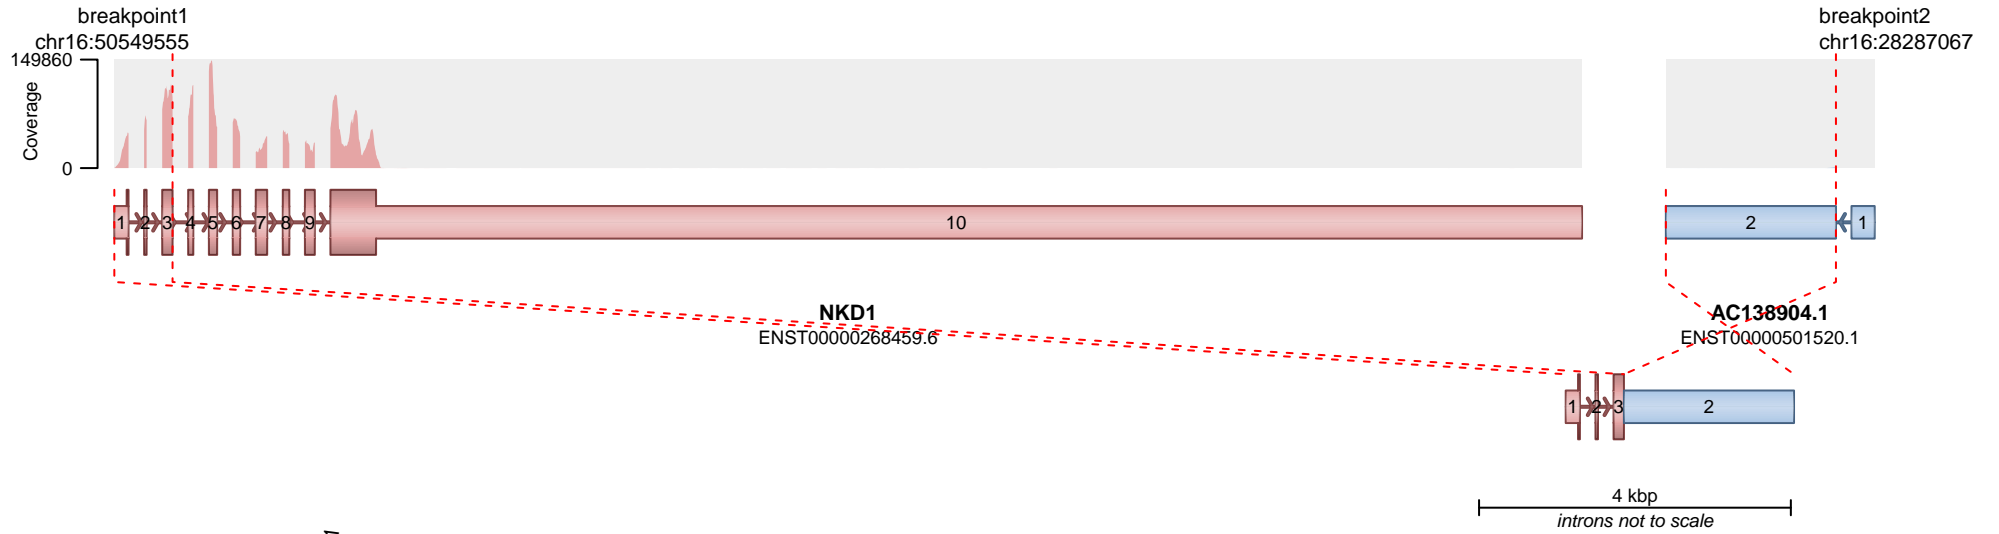 breakpoint1
chr16:50549555
breakpoint2
chr16:28287067
149860
Coverage
0
1 2 3 4 5 6 7 8 9 10
2 1
NKD1
ENST00000268459.6
AC138904.1
ENST00000501520.1
1 2 3 2
4 kbp
introns not to scale